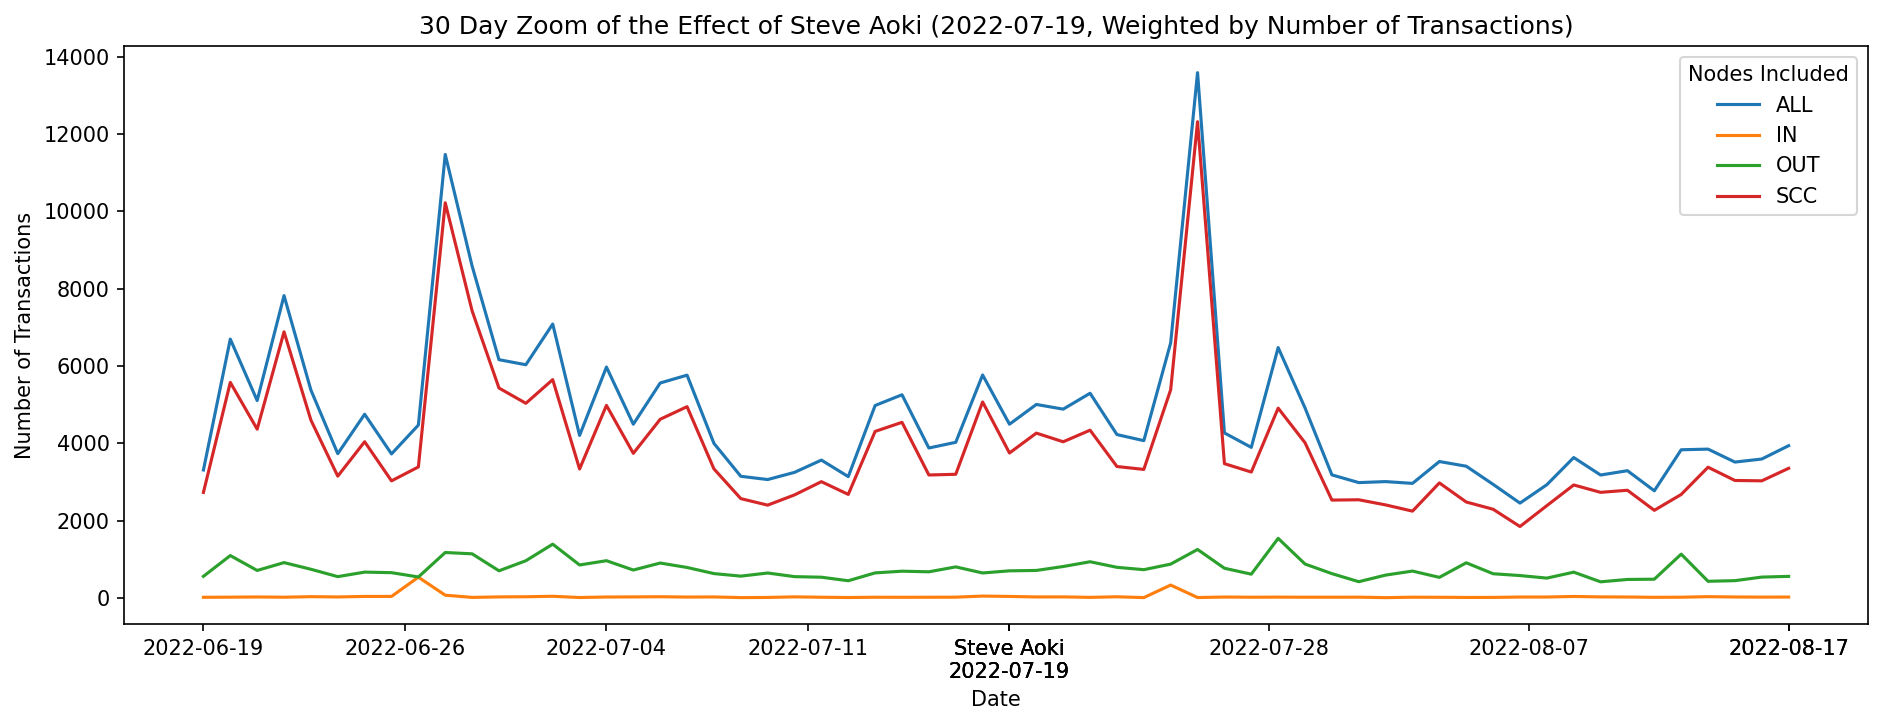 30 Day Zoom of the Effect of Steve Aoki (2022-07-19, Weighted by Number of Transactions)
Number of Transactions
14000
12000
10000
8000
6000
4000
2000
0
Nodes Included
ALL
IN
OUT
SCC
2022-06-19 2022-06-26 2022-07-04 2022-07-11 Steve Aoki 2022-07-28 2022-08-07 2022-08-17
2022-07-19
Date